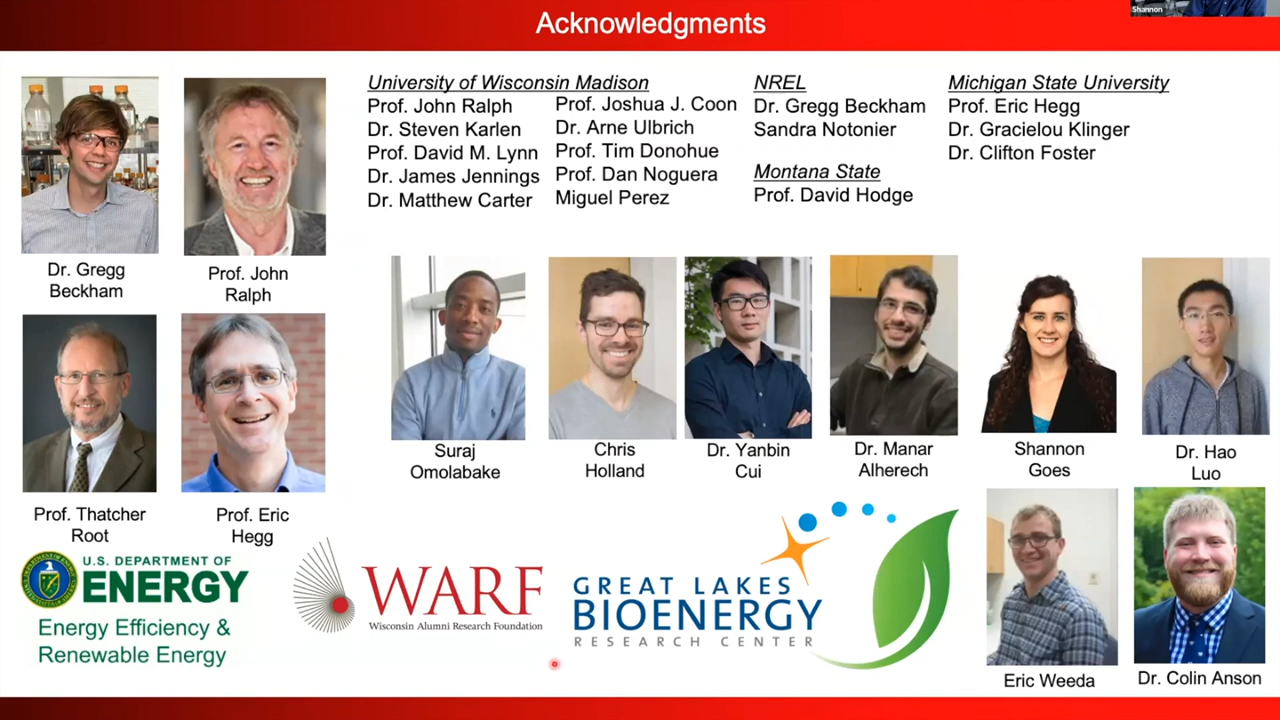 Acknowledgments
Shannon
University of Wisconsin Madison
Prof. John Ralph
Dr. Steven Karlen
Prof. David M. Lynn
Dr. James Jennings
Dr. Matthew Carter
Prof. Joshua J. Coon
Dr. Arne Ulbrich
Prof. Tim Donohue
Prof. Dan Noguera
Miguel Perez
NREL
Dr. Gregg Beckham
Sandra Notonier
Montana State
Prof. David Hodge
Michigan State University
Prof. Eric Hegg
Dr. Gracielou Klinger
Dr. Clifton Foster
Dr. Gregg
Beckham
Prof. John
Ralph
Prof. Thatcher
Root
Prof. Eric
Hegg
Suraj
Omolabake
Chris
Holland
Dr. Yanbin
Cui
Dr. Manar
Alherech
Shannon
Goes
Dr. Hao
Luo
Eric Weeda
Dr. Colin Anson
U.S. DEPARTMENT OF
ENERGY
Energy Efficiency &
Renewable Energy
WARF
Wisconsin Alumni Research Foundation
GREAT LAKES
BIOENERGY
RESEARCH CENTER